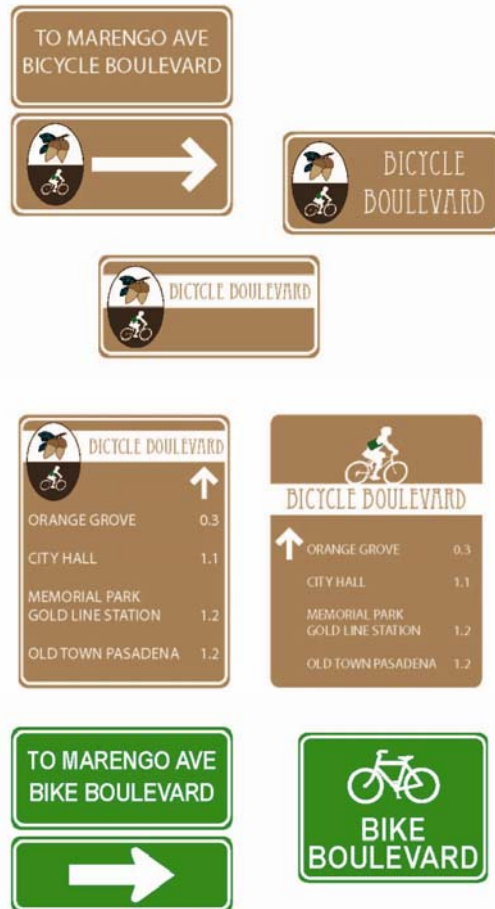 TO MARENGO AVE
BICYCLE BOULEVARD
BICYCLE
BOULEVARD
BICYCLE BOULEVARD
BICYCLE BOULEVARD
ORANGE GROVE 0.3
CITY HALL 1.1
MEMORIAL PARK
GOLD LINE STATION 1.2
OLD TOWN PASADENA 1.2
BICYCLE BOULEVARD
ORANGE GROVE 0.3
CITY HALL 1.1
MEMORIAL PARK
GOLD LINE STATION 1.2
OLD TOWN PASADENA 1.2
TO MARENGO AVE
BIKE BOULEVARD
BIKE
BOULEVARD